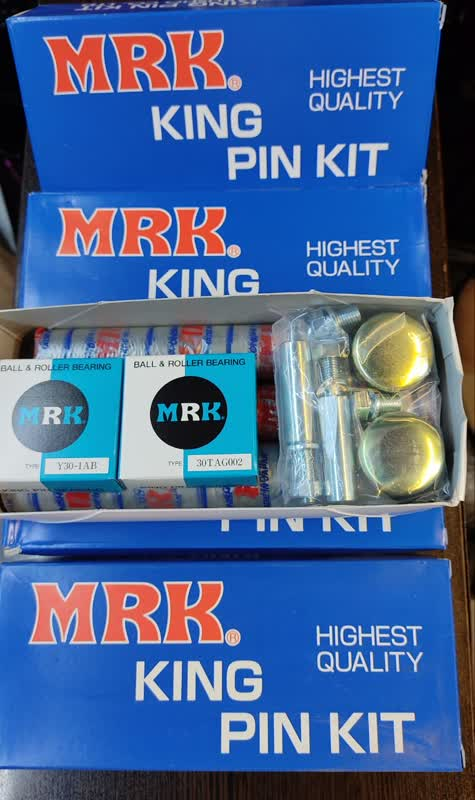 MRK®
HIGHEST
QUALITY
KING
PIN KIT
MRK®
HIGHEST
QUALITY
KING
BALL & ROLLER BEARING
MRK
TYPE Y30-1AB
BALL & ROLLER BEARING
MRK
TYPE 30TAG002
PIN KIT
MRK®
HIGHEST
QUALITY
KING
PIN KIT